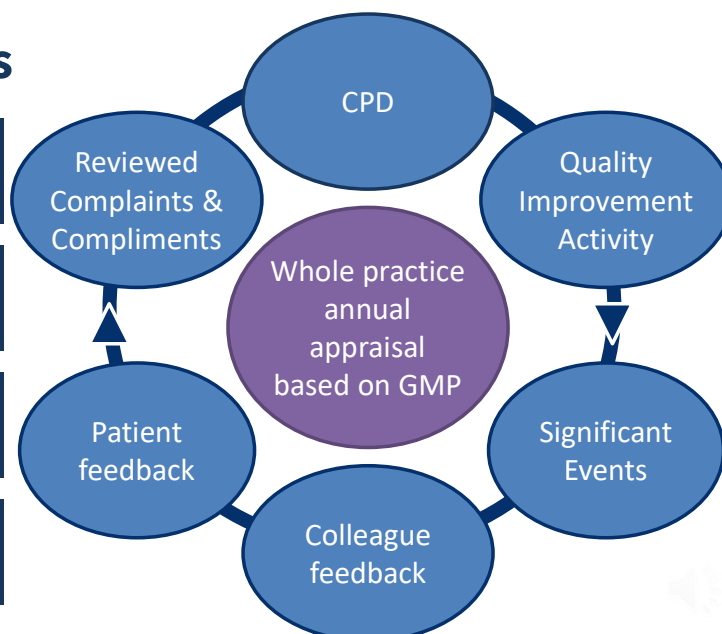 s
CPD
Reviewed
Complaints &
Compliments
Quality
Improvement
Activity
Whole practice
annual
appraisal
based on GMP
Patient
feedback
Significant
Events
Colleague
feedback